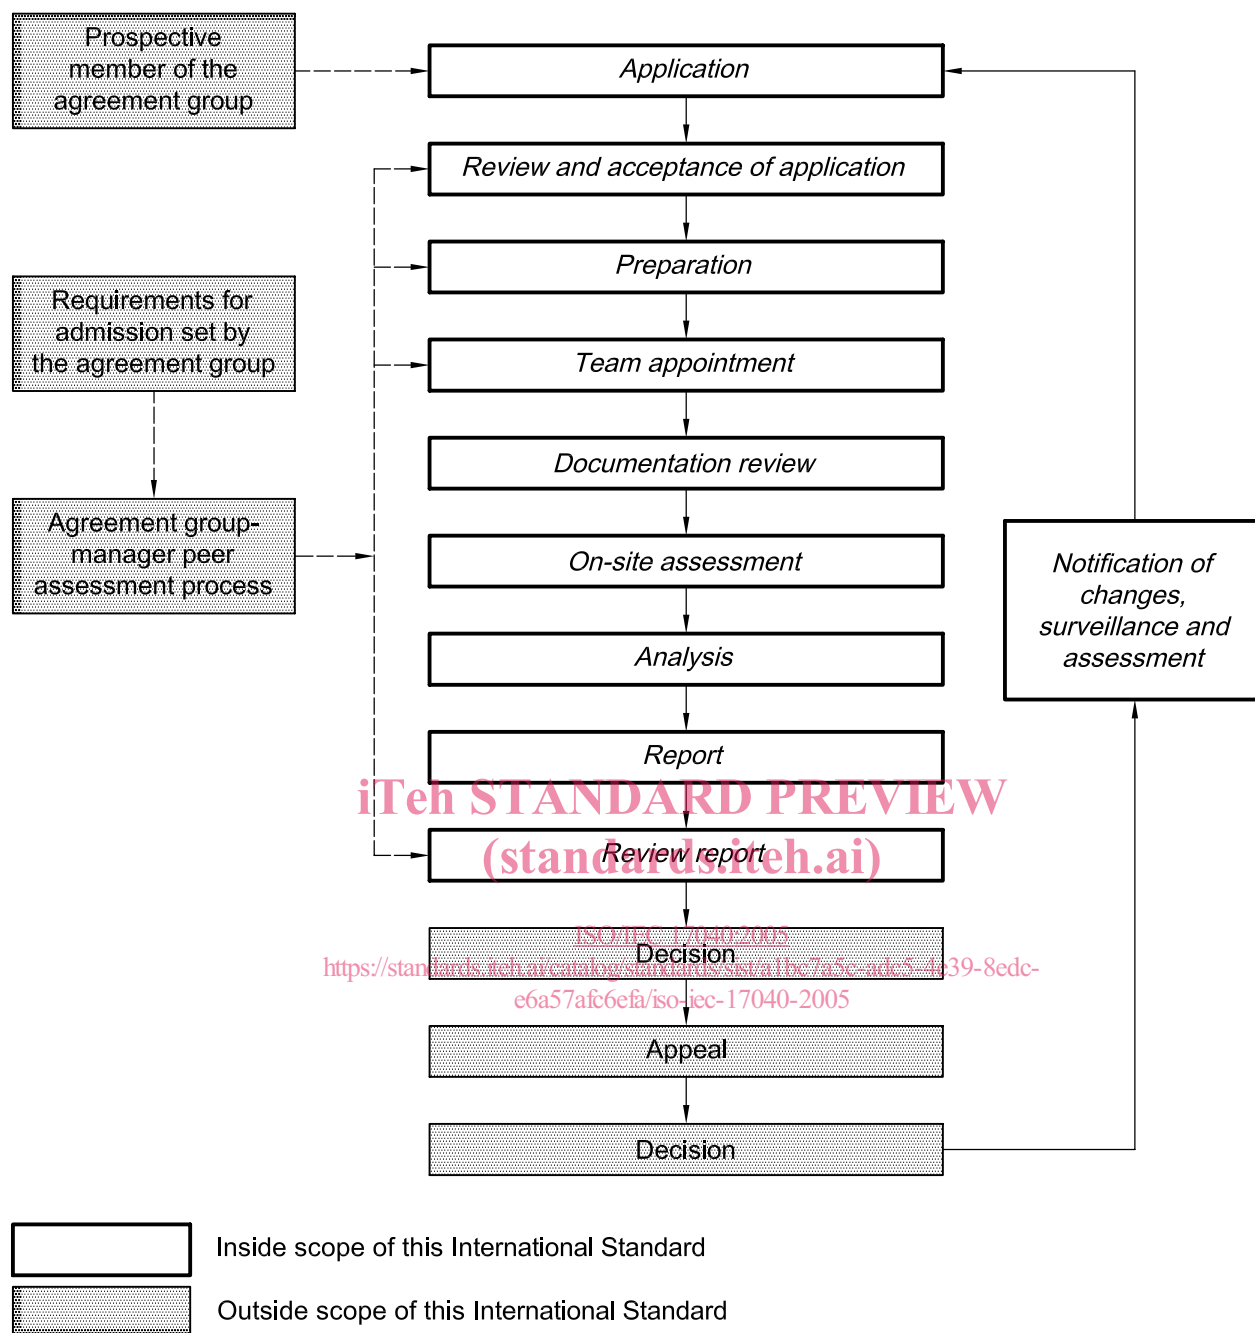 Prospective
member of the
agreement group
Application
Review and acceptance of application
Preparation
Requirements for
admission set by
the agreement group
Team appointment
Documentation review
Agreement group-
manager peer
assessment process
On-site assessment
Notification of
changes,
surveillance and
assessment
Analysis
Report
iTeh STANDARD PREVIEW
(standards.iteh.ai)
Review report
ISO/IEC 17040:2005
Decision
https://standards.iteh.ai/catalog/standards/sist/a1bc7a5c-adc5-4e39-8edc-
e6a57afc6efa/iso-iec-17040-2005
Appeal
Decision
Inside scope of this International Standard
Outside scope of this International Standard